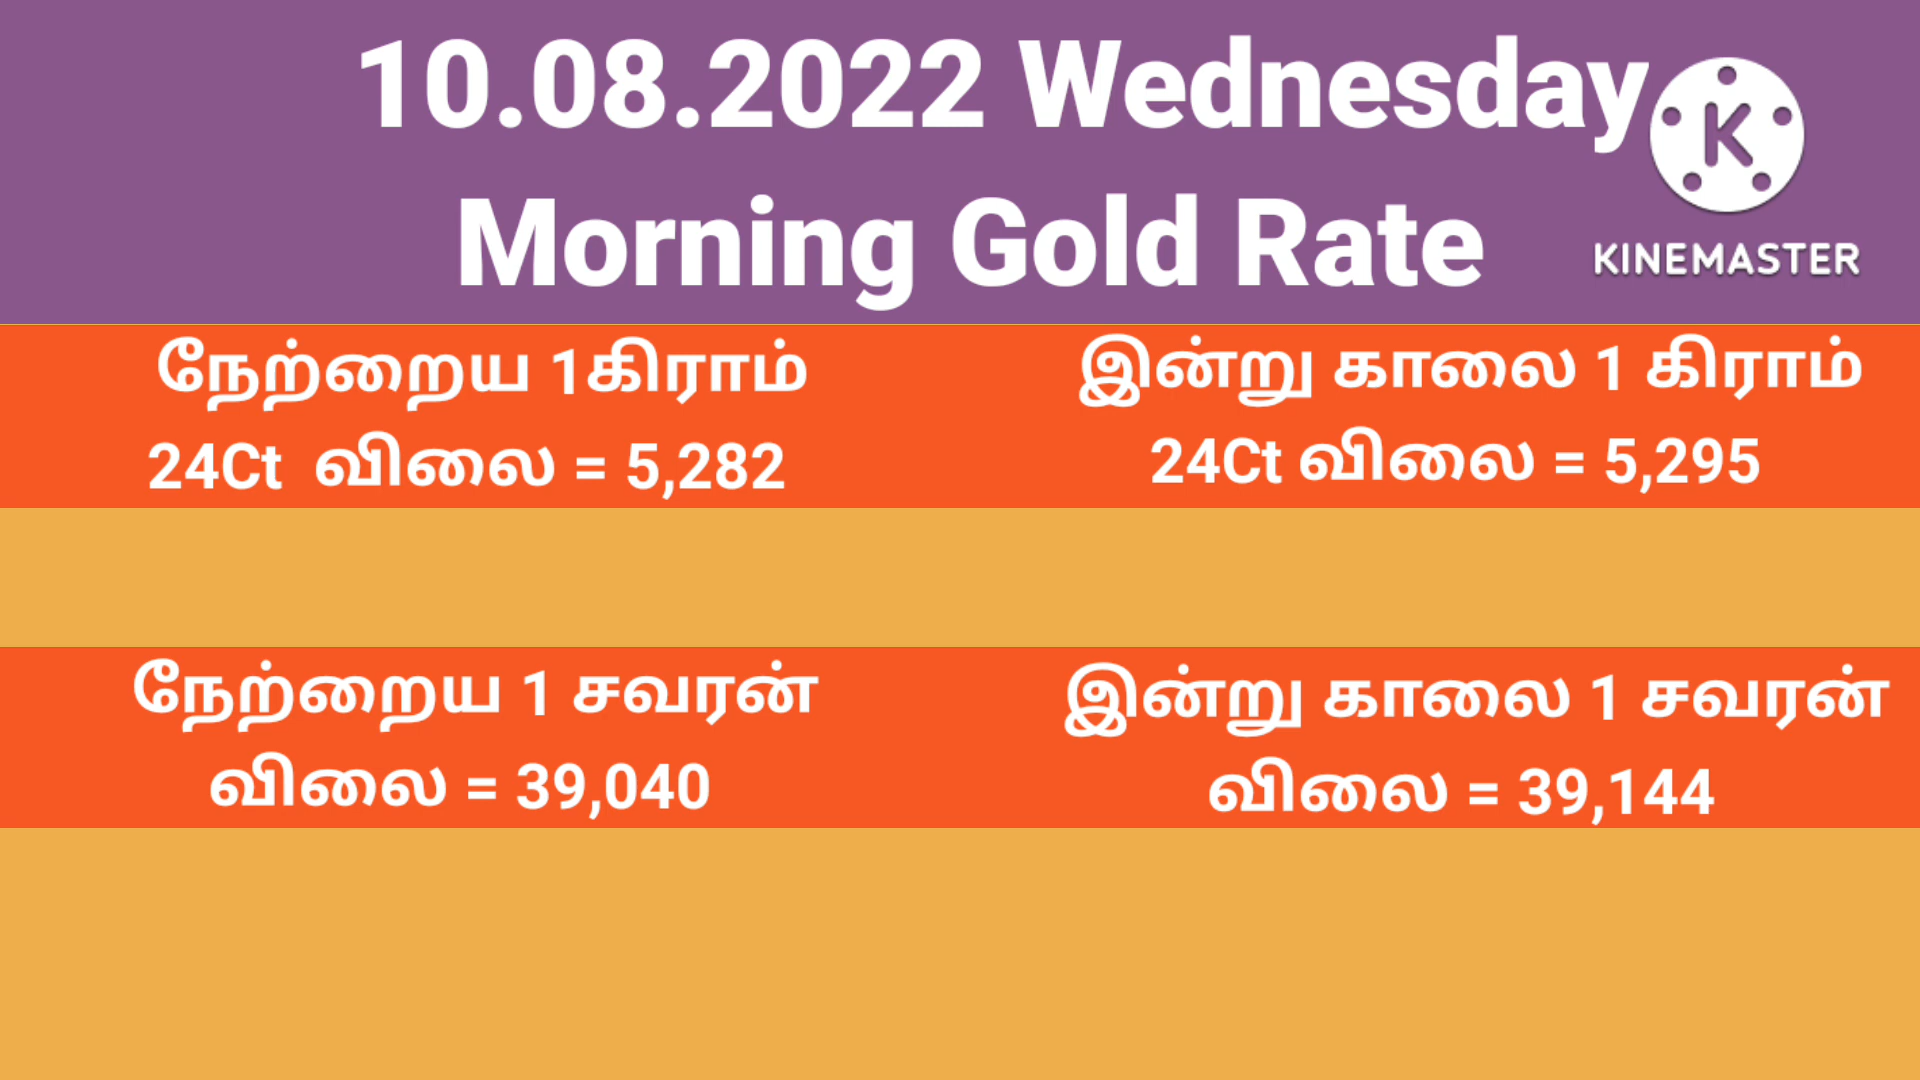 10.08.2022 Wednesday
Morning Gold Rate
KINEMASTER
நேற்றைய 1கிராம்
24Ct விலை = 5,282
இன்று காலை 1 கிராம்
24Ct விலை = 5,295
நேற்றைய 1 சவரன்
விலை = 39,040
இன்று காலை 1 சவரன்
விலை = 39,144